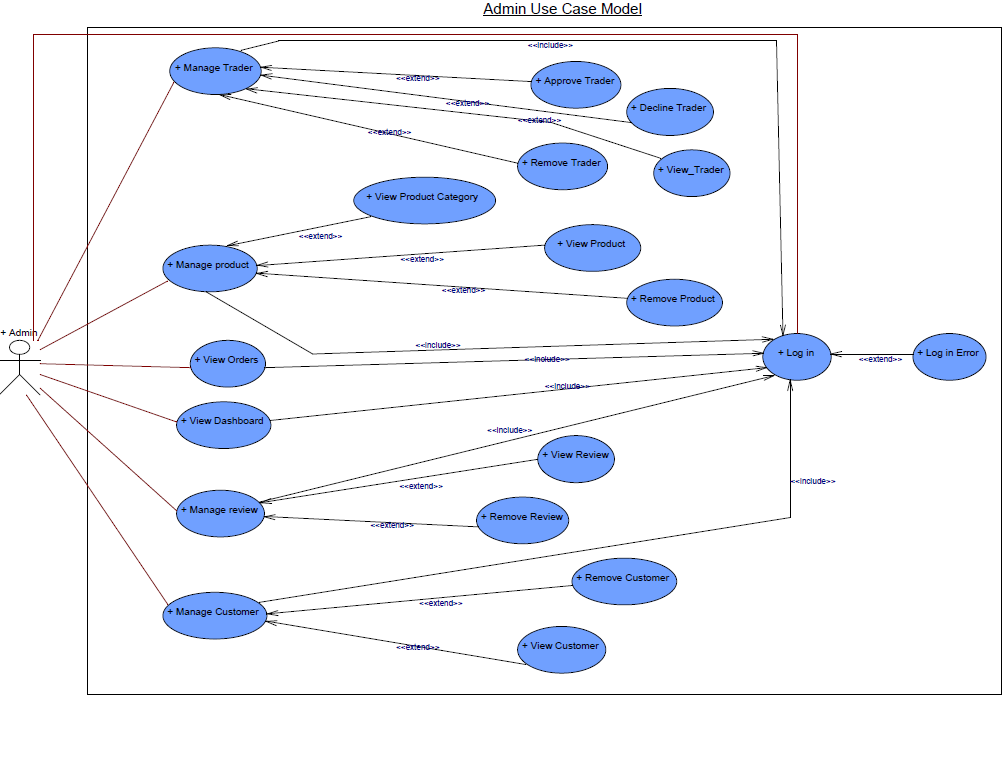 Admin Use Case Model
<<include>>
+ Manage Trader
<<extend>>
+ Approve Trader
<<extend>>
+ Decline Trader
<<extend>>
<<extend>>
+ Remove Trader
+ View_Trader
+ View Product Category
<<extend>>
+ View Product
+ Manage product
<<extend>>
<<extend>>
+ Remove Product
+ Admin
<<include>>
+ Log in
+ Log in Error
+ View Orders
<<include>>
<<extend>>
<<include>>
+ View Dashboard
<<include>>
+ View Review
<<extend>>
<<include>>
+ Manage review
+ Remove Review
<<extend>>
+ Remove Customer
<<extend>>
+ Manage Customer
<<extend>>
+ View Customer